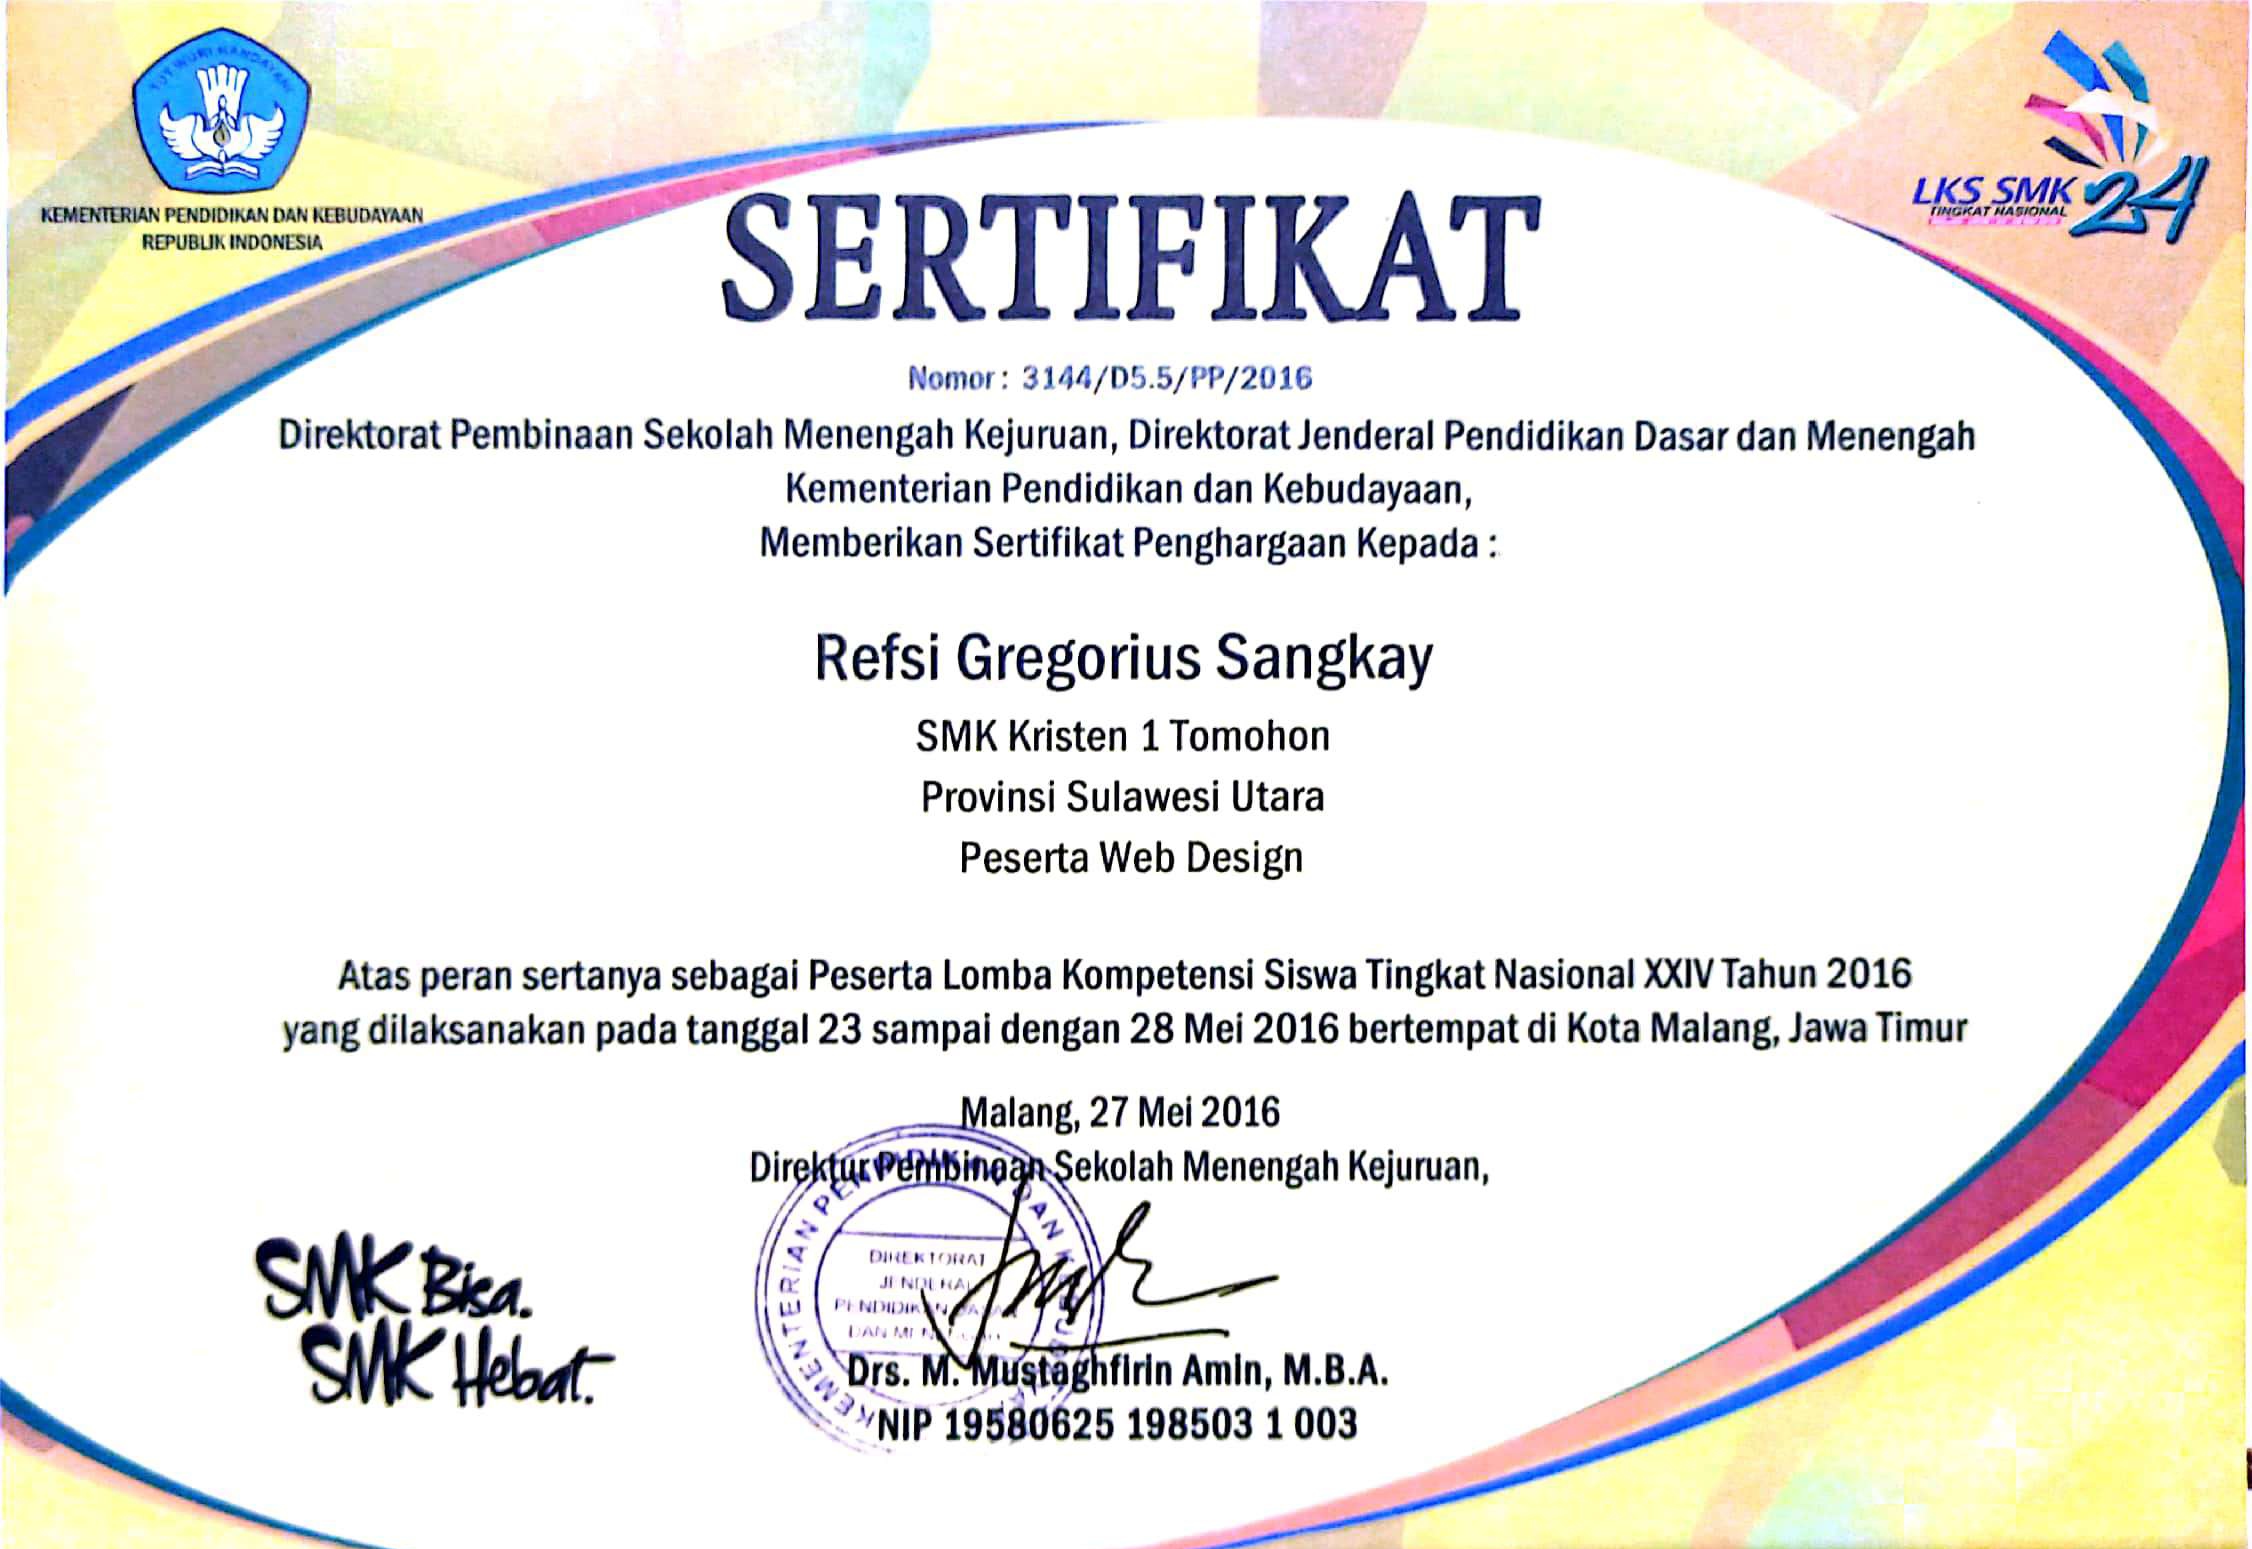 TUT WURI HANDAYANI
KEMENTERIAN PENDIDIKAN DAN KEBUDAYAAN
REPUBLIK INDONESIA
LKS SMK 24
TINGKAT NASIONAL
SERTIFIKAT
Nomor : 3144/D5.5/PP/2016
Direktorat Pembinaan Sekolah Menengah Kejuruan, Direktorat Jenderal Pendidikan Dasar dan Menengah
Kementerian Pendidikan dan Kebudayaan,
Memberikan Sertifikat Penghargaan Kepada :
Refsi Gregorius Sangkay
SMK Kristen 1 Tomohon
Provinsi Sulawesi Utara
Peserta Web Design
Atas peran sertanya sebagai Peserta Lomba Kompetensi Siswa Tingkat Nasional XXIV Tahun 2016
yang dilaksanakan pada tanggal 23 sampai dengan 28 Mei 2016 bertempat di Kota Malang, Jawa Timur
Malang, 27 Mei 2016
Direktur Pembinaan Sekolah Menengah Kejuruan,
KEMENTERIAN PENDIDIKAN DAN
DIREKTORAT
JENDERAL
PENDIDIKAN DASAR
DAN MENENGAH
SMK Bisa.
SMK Hebat.
Drs. M. Mustaghfirin Amin, M.B.A.
NIP 19580625 198503 1 003